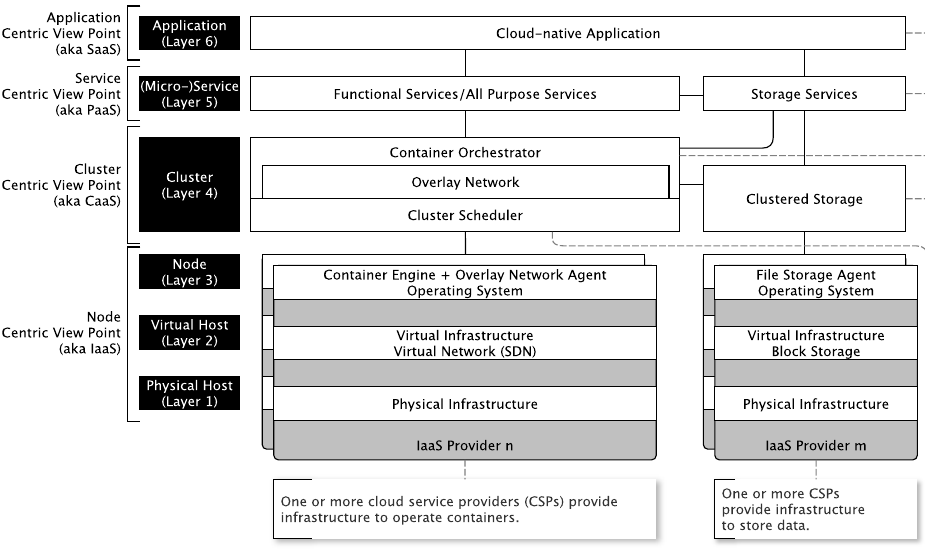 Application
Centric View Point
(aka SaaS)
Application
(Layer 6)
Cloud-native Application
Service
Centric View Point
(aka PaaS)
(Micro-)Service
(Layer 5)
Functional Services/All Purpose Services
Storage Services
Cluster
Centric View Point
(aka CaaS)
Cluster
(Layer 4)
Container Orchestrator
Overlay Network
Cluster Scheduler
Clustered Storage
Node
Centric View Point
(aka IaaS)
Node
(Layer 3)
Container Engine + Overlay Network Agent
Operating System
File Storage Agent
Operating System
Virtual Host
(Layer 2)
Virtual Infrastructure
Virtual Network (SDN)
Virtual Infrastructure
Block Storage
Physical Host
(Layer 1)
Physical Infrastructure
Physical Infrastructure
IaaS Provider n
IaaS Provider m
One or more cloud service providers (CSPs) provide
infrastructure to operate containers.
One or more CSPs
provide infrastructure
to store data.